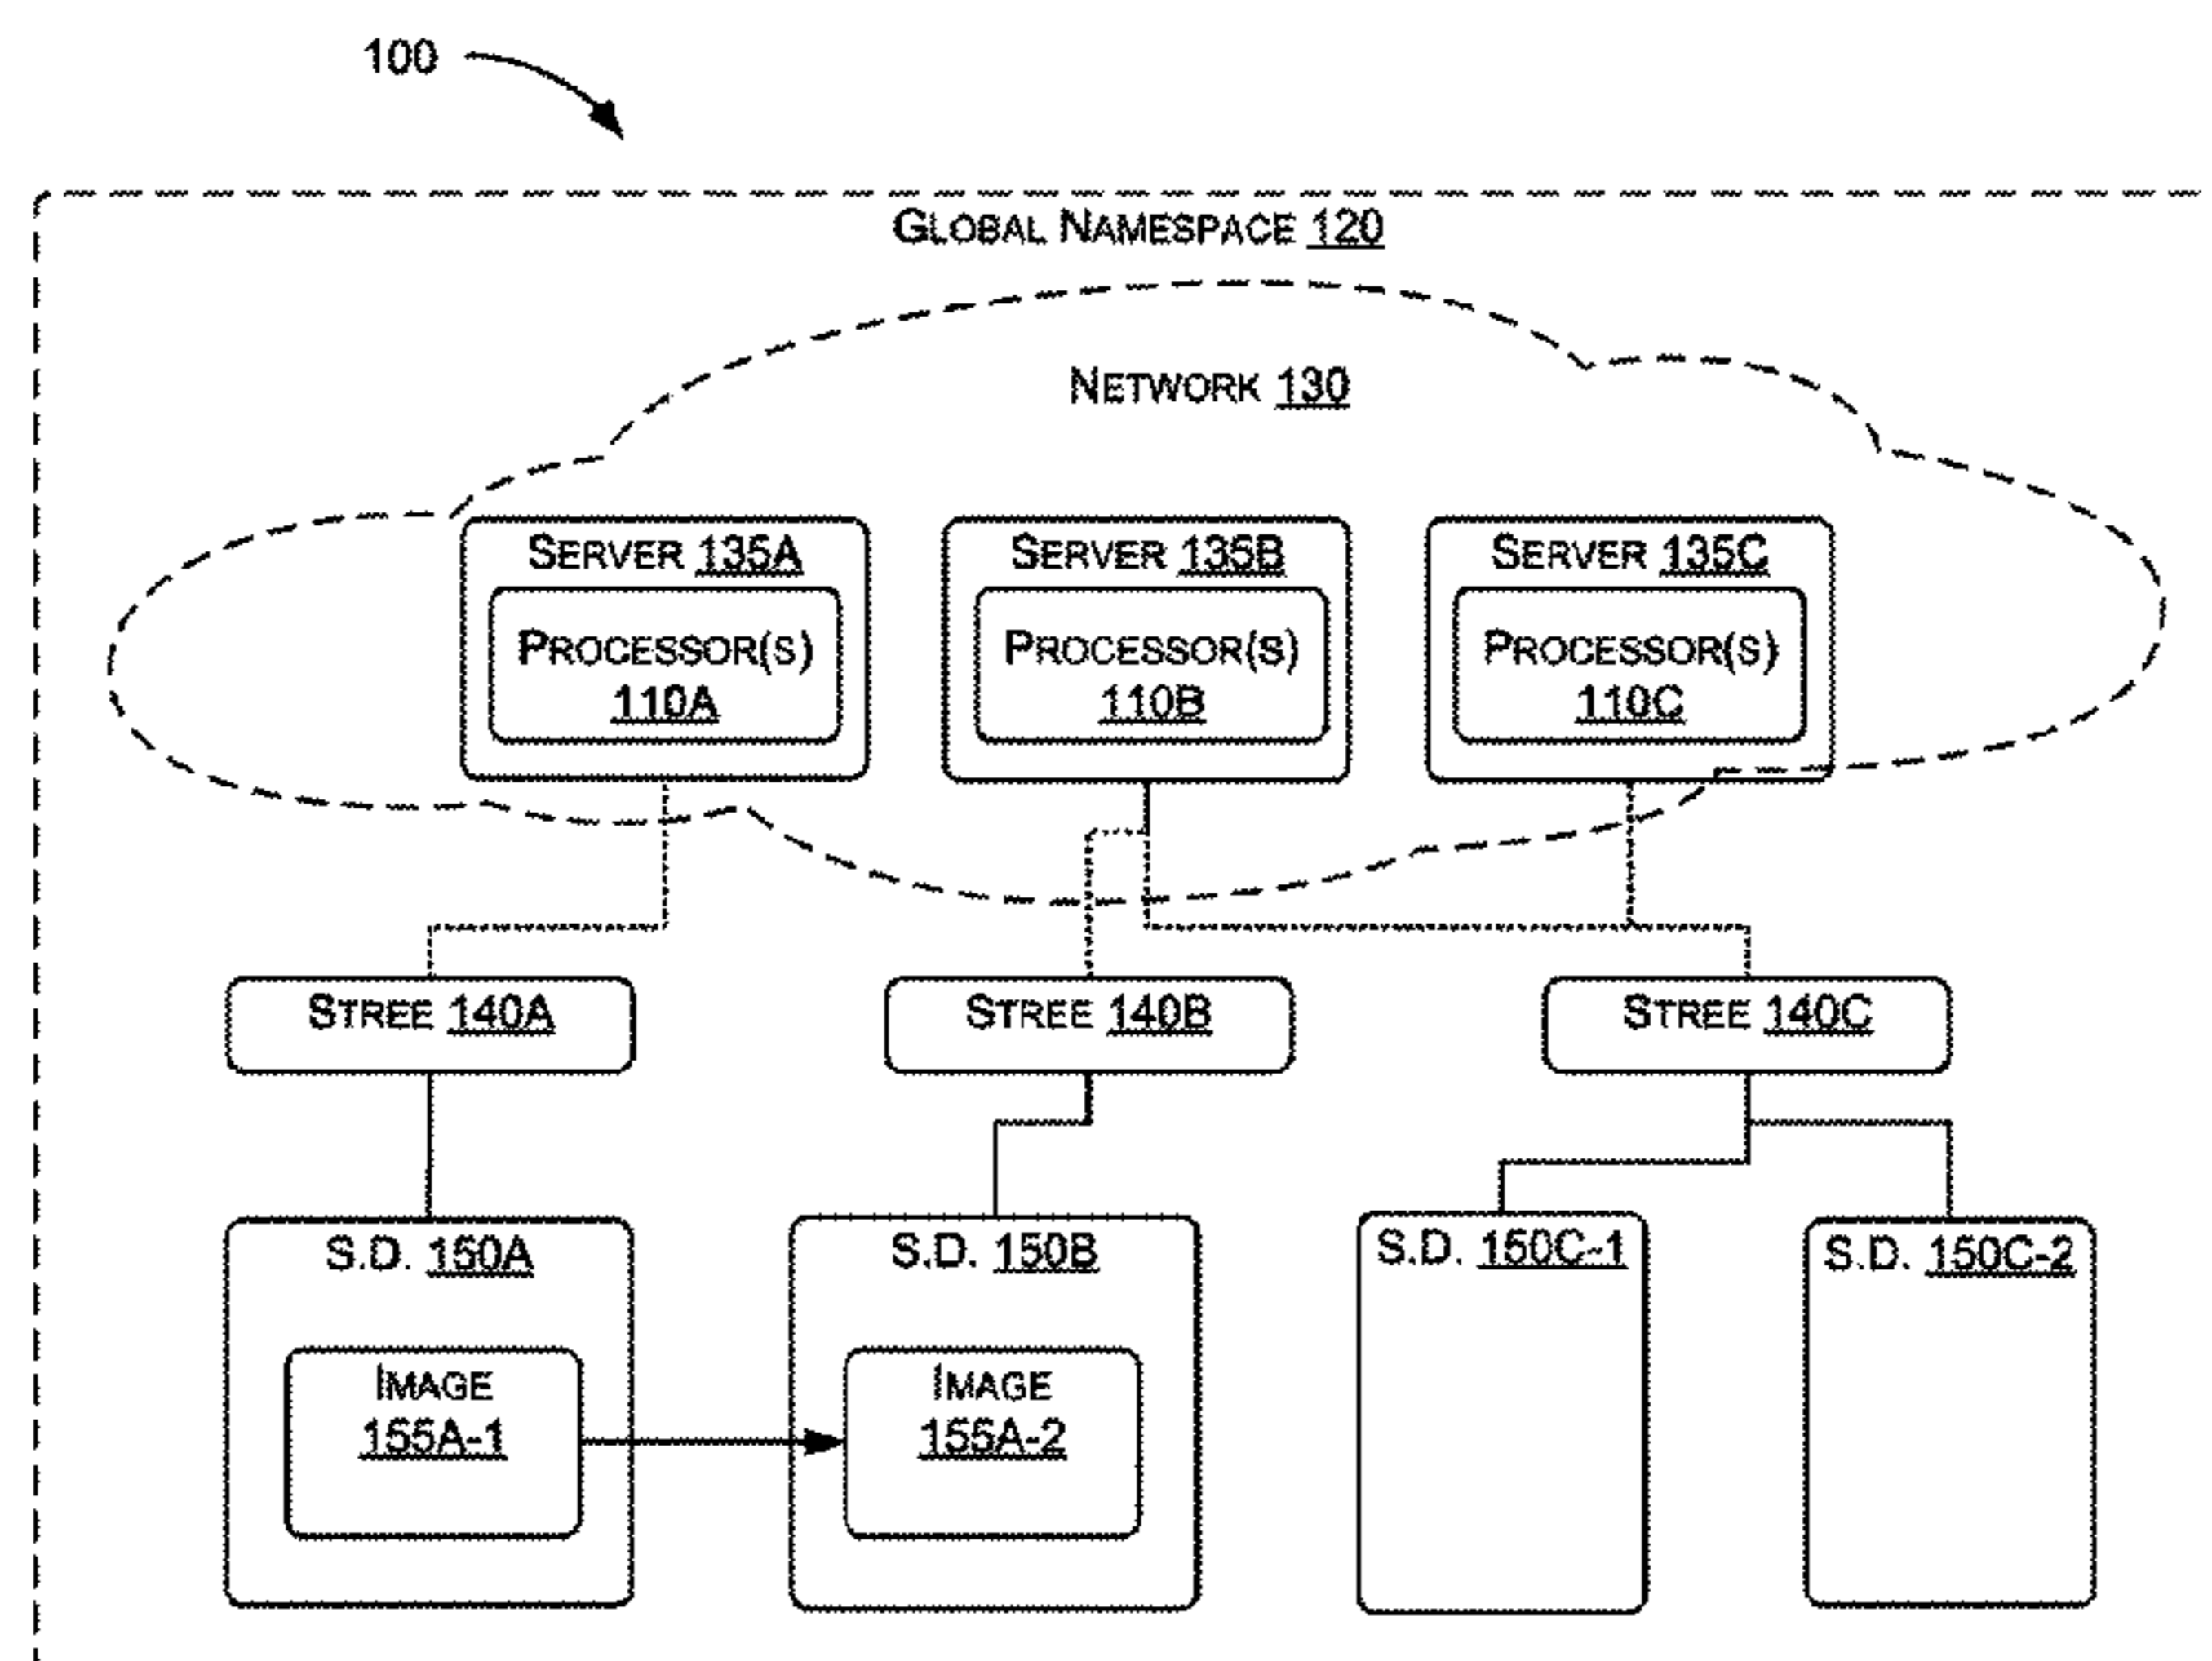 100
GLOBAL NAMESPACE 120
NETWORK 130
SERVER 135A
PROCESSOR(S)
110A
SERVER 135B
PROCESSOR(S)
110B
SERVER 135C
PROCESSOR(S)
110C
STREE 140A
STREE 140B
STREE 140C
S.D. 150A
IMAGE
155A-1
S.D. 150B
IMAGE
155A-2
S.D. 150C-1
S.D. 150C-2